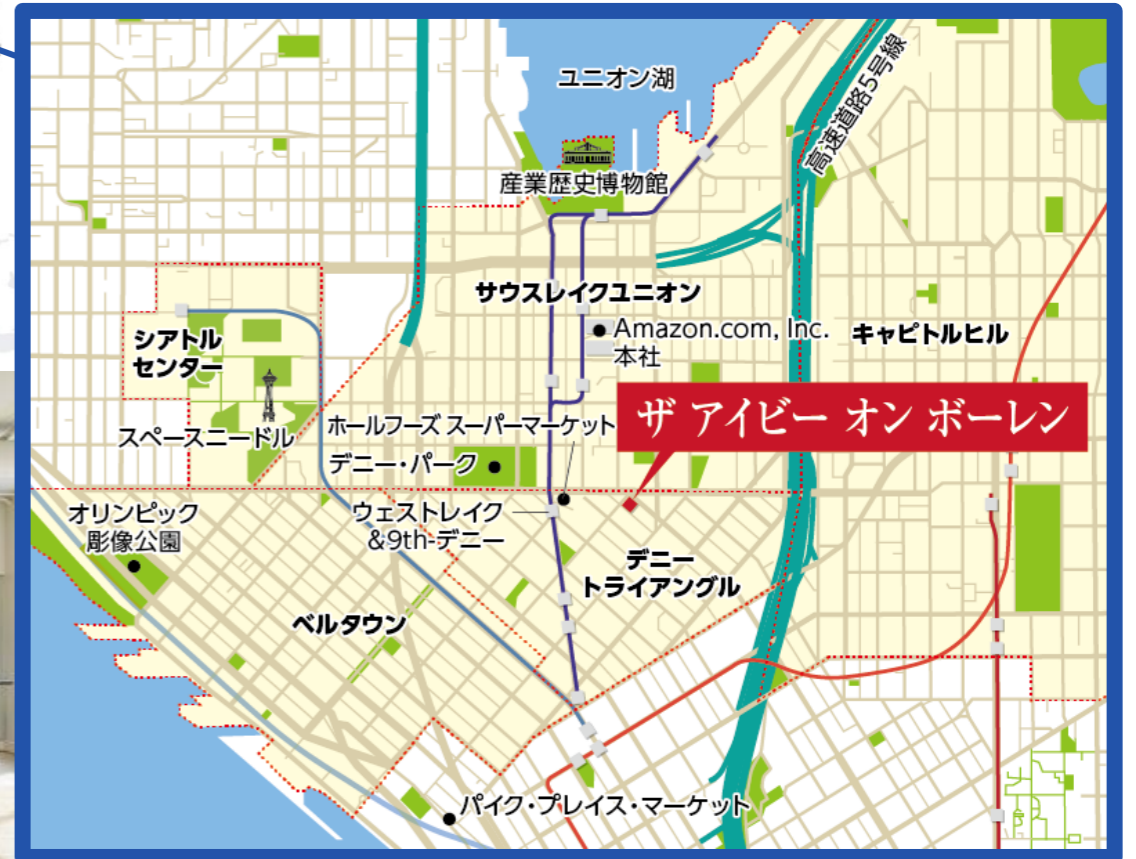 ユニオン湖
高速道路5号線
産業歴史博物館
サウスレイクユニオン
シアトル
センター
Amazon.com, Inc.
本社
キャピトルヒル
ザ アイビー オン ボーレン
スペースニードル
ホールフーズ スーパーマーケット
デニー・パーク
オリンピック
彫像公園
ウェストレイク
&9th-デニー
デニー
トライアングル
ベルタウン
パイク・プレイス・マーケット